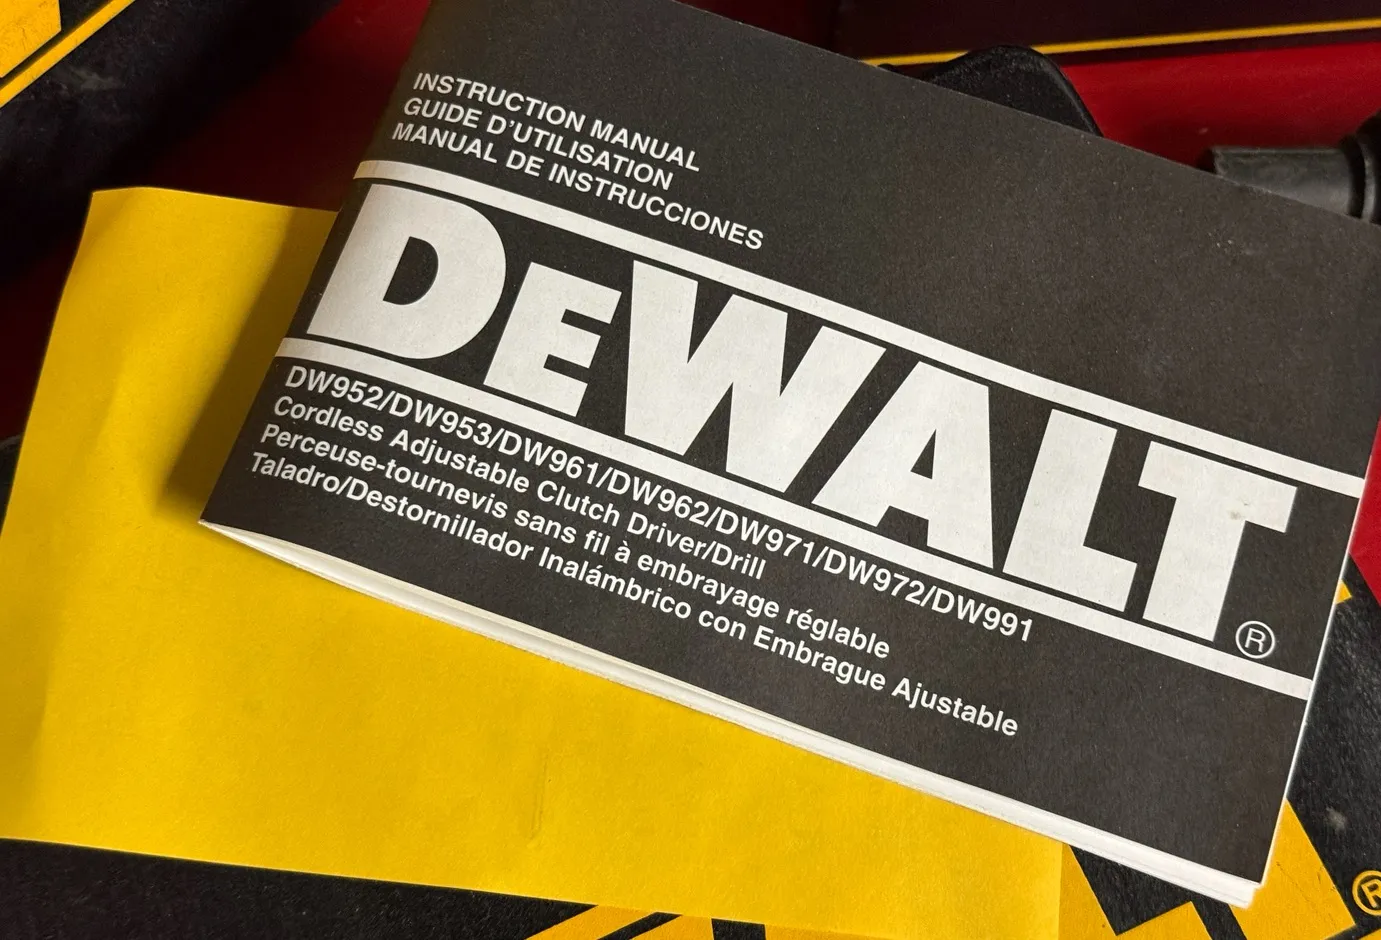 INSTRUCTION MANUAL
GUIDE D'UTILISATION
MANUAL DE INSTRUCCIONES
DEWALT®
DW952/DW953/DW961/DW962/DW971/DW972/DW991
Cordless Adjustable Clutch Driver/Drill
Perceuse-tournevis sans fil à embrayage réglable
Taladro/Destornillador Inalámbrico con Embrague Ajustable
®